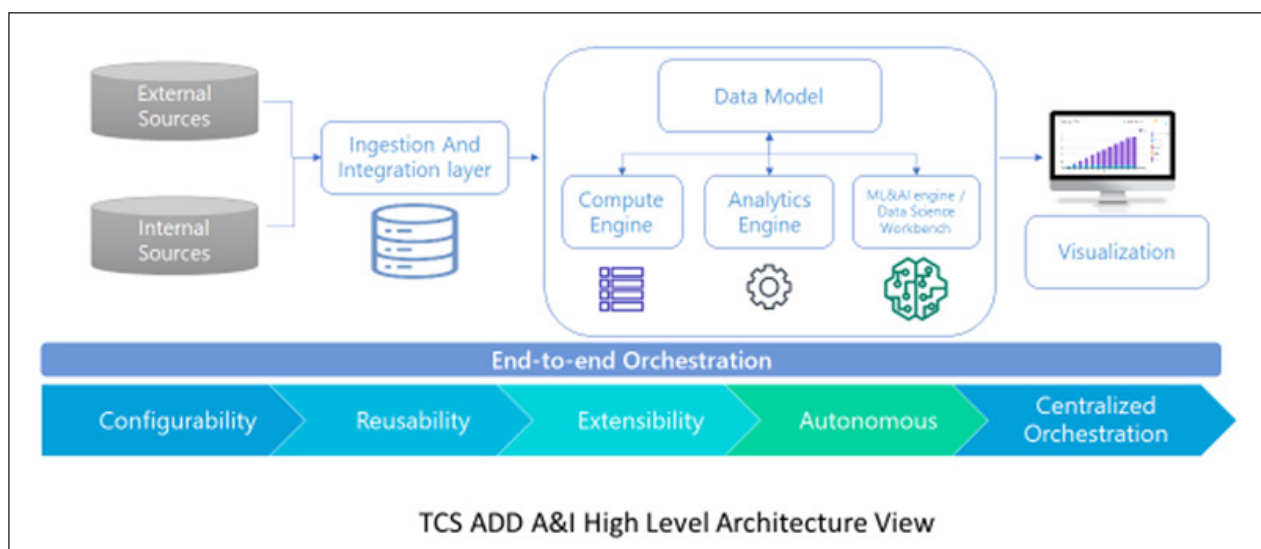 External
Sources
Internal
Sources
Ingestion And
Integration layer
Data Model
Compute
Engine
Analytics
Engine
ML&AI engine /
Data Science
Workbench
Visualization
End-to-end Orchestration
Configurability
Reusability
Extensibility
Autonomous
Centralized
Orchestration
TCS ADD A&I High Level Architecture View